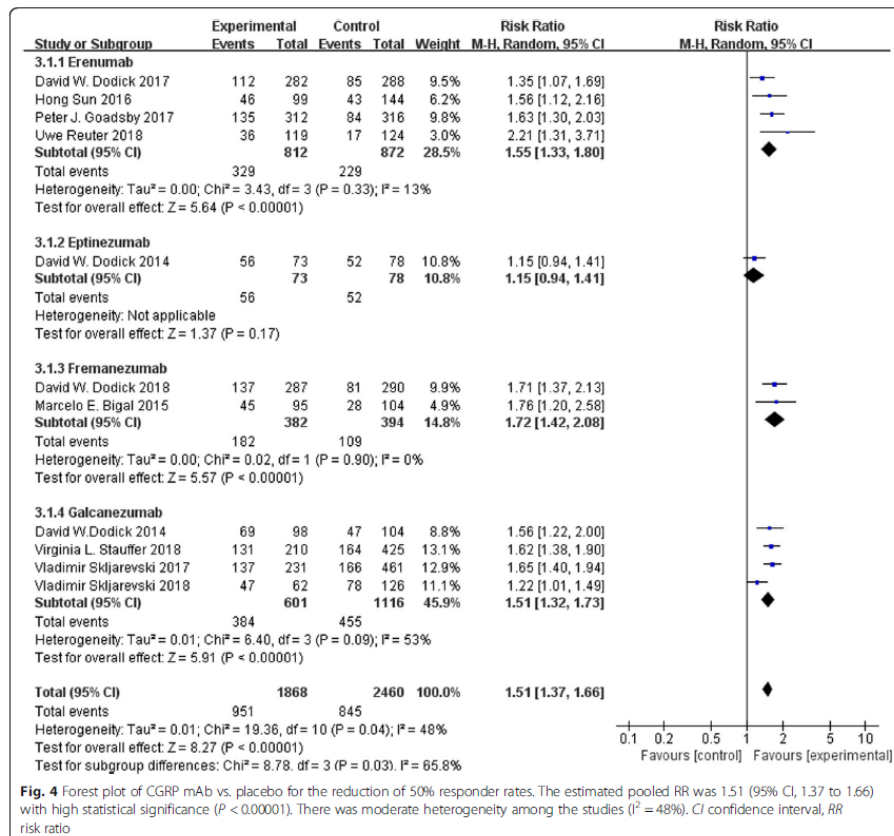 Experimental Control Risk Ratio Risk Ratio
Study or Subgroup Events Total Events Total Weight M-H, Random, 95% CI M-H, Random, 95% CI
3.1.1 Erenumab
David W. Dodick 2017 112 282 85 288 9.5% 1.35 [1.07, 1.69]
Hong Sun 2016 46 99 43 144 6.2% 1.56 [1.12, 2.16]
Peter J. Goadsby 2017 135 312 84 316 9.8% 1.63 [1.30, 2.03]
Uwe Reuter 2018 36 119 17 124 3.0% 2.21 [1.31, 3.71]
Subtotal (95% CI) 812 872 28.5% 1.55 [1.33, 1.80]
Total events 329 229
Heterogeneity: Tau² = 0.00; Chi² = 3.43, df = 3 (P = 0.33); I² = 13%
Test for overall effect: Z = 5.64 (P < 0.00001)
3.1.2 Eptinezumab
David W. Dodick 2014 56 73 52 78 10.8% 1.15 [0.94, 1.41]
Subtotal (95% CI) 73 78 10.8% 1.15 [0.94, 1.41]
Total events 56 52
Heterogeneity: Not applicable
Test for overall effect: Z = 1.37 (P = 0.17)
3.1.3 Fremanezumab
David W. Dodick 2018 137 287 81 290 9.9% 1.71 [1.37, 2.13]
Marcelo E. Bigal 2015 45 95 28 104 4.9% 1.76 [1.20, 2.58]
Subtotal (95% CI) 382 394 14.8% 1.72 [1.42, 2.08]
Total events 182 109
Heterogeneity: Tau² = 0.00; Chi² = 0.02, df = 1 (P = 0.90); I² = 0%
Test for overall effect: Z = 5.57 (P < 0.00001)
3.1.4 Galcanezumab
David W.Dodick 2014 69 98 47 104 8.8% 1.56 [1.22, 2.00]
Virginia L. Stauffer 2018 131 210 164 425 13.1% 1.62 [1.38, 1.90]
Vladimir Skljarevski 2017 137 231 166 461 12.9% 1.65 [1.40, 1.94]
Vladimir Skljarevski 2018 47 62 78 126 11.1% 1.22 [1.01, 1.49]
Subtotal (95% CI) 601 1116 45.9% 1.51 [1.32, 1.73]
Total events 384 455
Heterogeneity: Tau² = 0.01; Chi² = 6.40, df = 3 (P = 0.09); I² = 53%
Test for overall effect: Z = 5.91 (P < 0.00001)
Total (95% CI) 1868 2460 100.0% 1.51 [1.37, 1.66]
Total events 951 845
Heterogeneity: Tau² = 0.01; Chi² = 19.36, df = 10 (P = 0.04); I² = 48%
Test for overall effect: Z = 8.27 (P < 0.00001)
Test for subgroup differences: Chi² = 8.78, df = 3 (P = 0.03), I² = 65.8%
0.1 0.2 0.5 1 2 5 10
Favours [control] Favours [experimental]
Fig. 4 Forest plot of CGRP mAb vs. placebo for the reduction of 50% responder rates. The estimated pooled RR was 1.51 (95% CI, 1.37 to 1.66)
with high statistical significance (P < 0.00001). There was moderate heterogeneity among the studies (I² = 48%). CI confidence interval, RR
risk ratio